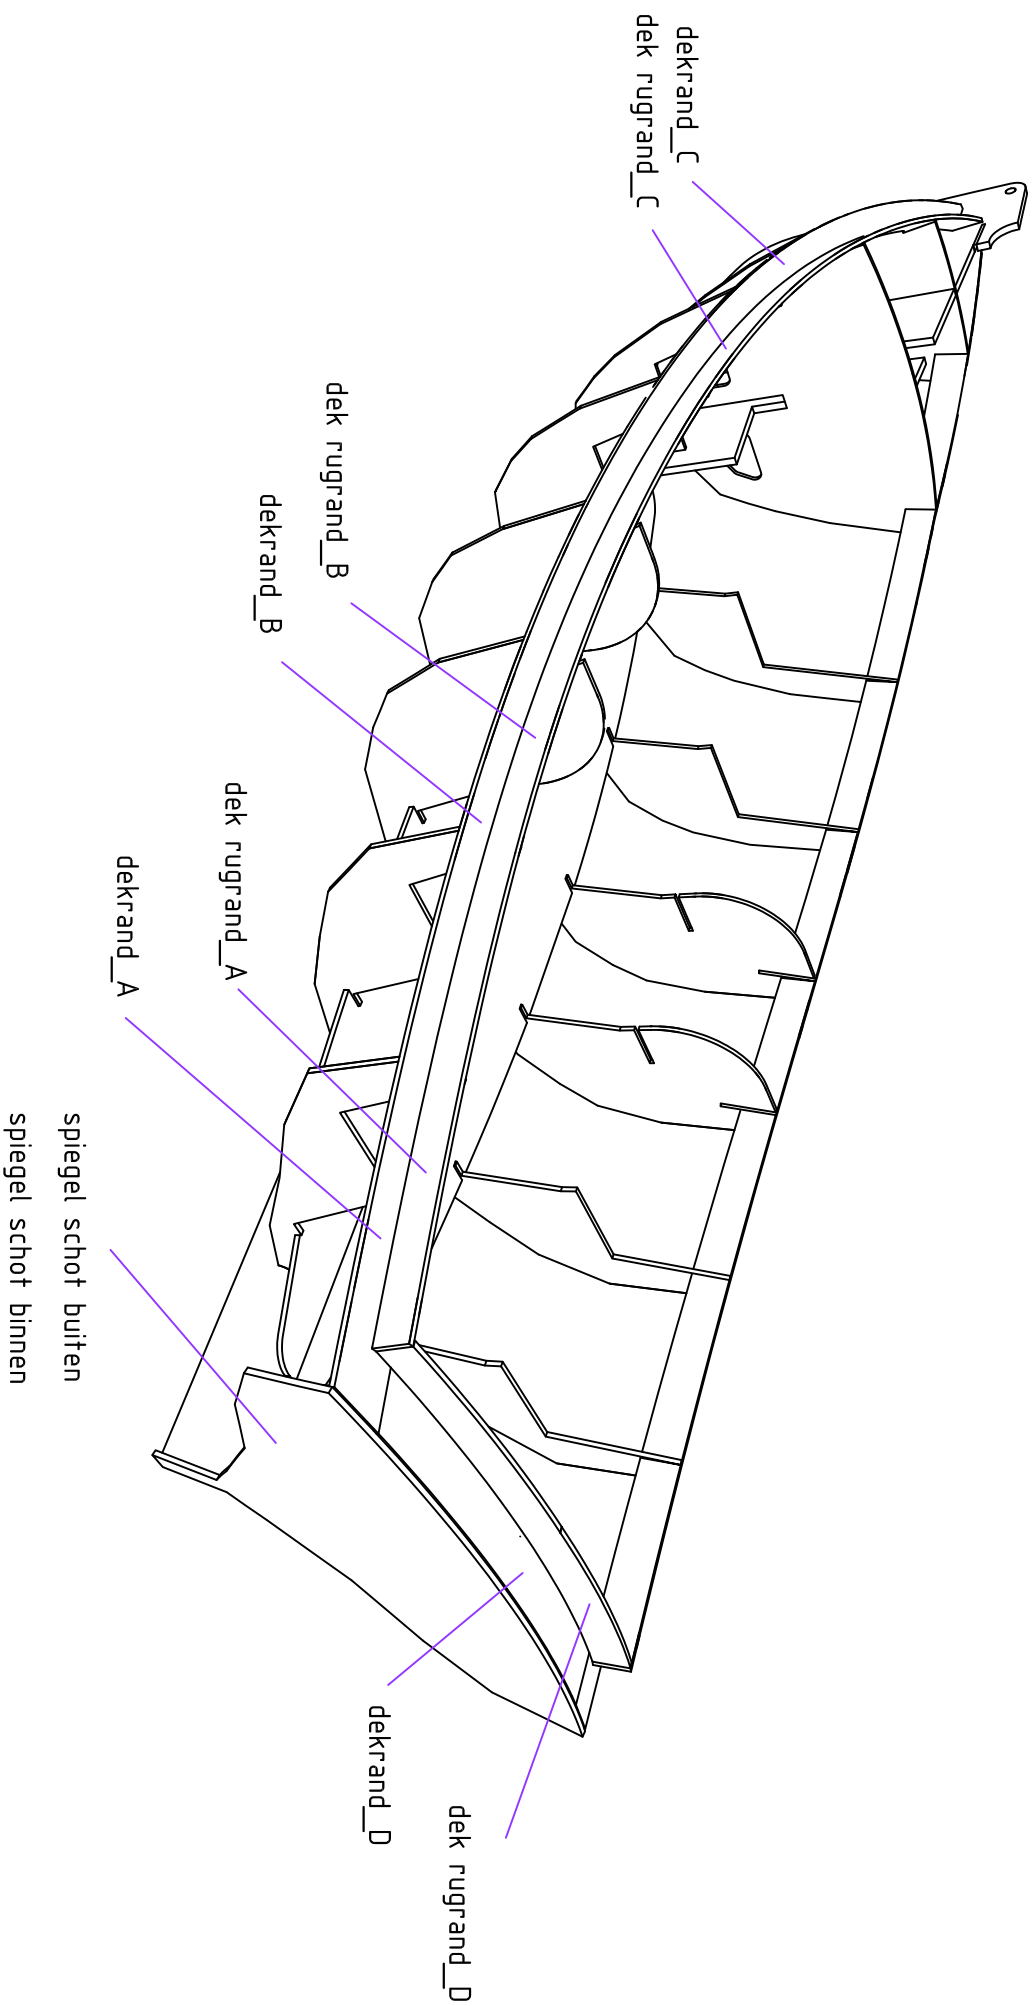 dekrand_C
dek rugrand_C
dek rugrand_B
dekrand_B
dek rugrand_A
dekrand_A
spiegel schot buiten
spiegel schot binnen
dekrand_D
dek rugrand_D